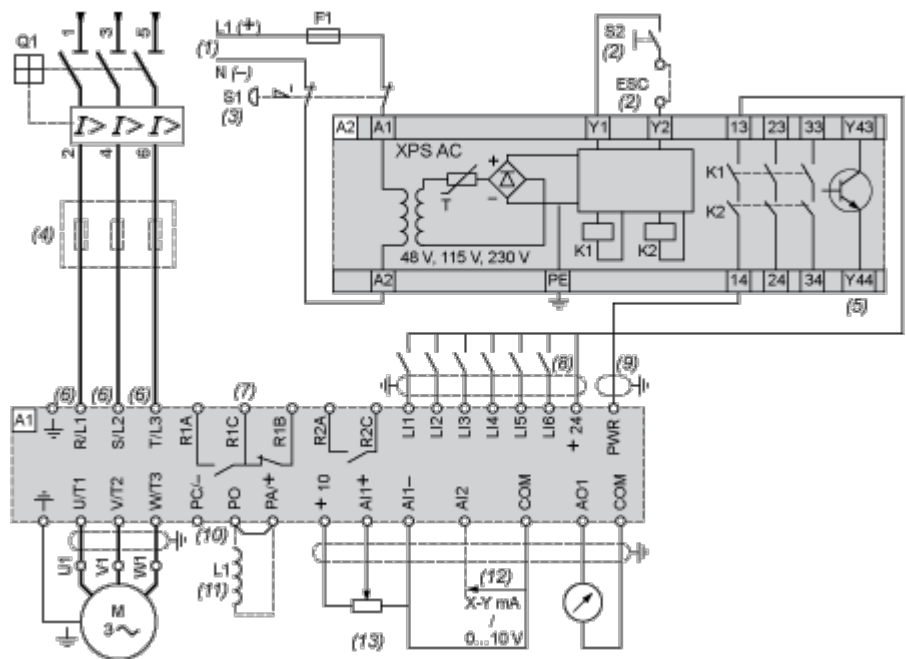 1 3 5
Q1
I> I> I>
2 4 6
(4)
L1 (+)
F1
(1)
N (–)
S1
(3)
S2
(2)
ESC
(2)
A2 A1 Y1 Y2 13 23 33 Y43
XPS AC
+
–
T
K1
K2
48 V, 115 V, 230 V
K1 K2
A2 PE 14 24 34 Y44
(5)
(6) (6) (6) (7) (8) (9)
A1
R/L1 S/L2 T/L3 R1A R1C R1B R2A R2C LI1 LI2 LI3 LI4 LI5 LI6 + 24 PWR
U/T1 V/T2 W/T3 PC/- PO PA/+ + 10 AI1+ AI1- AI2 COM AO1 COM
(10)
U1 V1 W1
L1
(11)
M
3~
(12)
X-Y mA
/
0...10 V
(13)